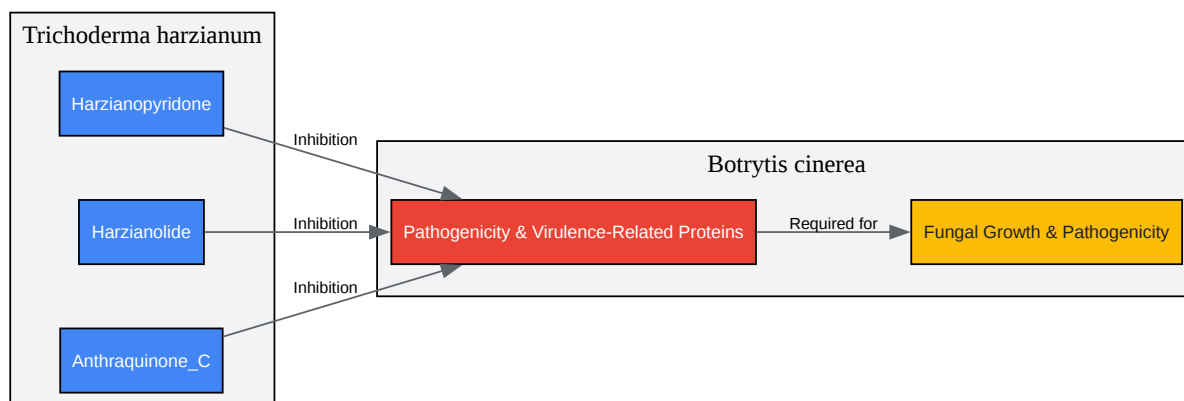 Trichoderma harzianum
Harzianopyridone
Inhibition
Botrytis cinerea
Harzianolide
Inhibition
Pathogenicity & Virulence-Related Proteins
Required for
Fungal Growth & Pathogenicity
Inhibition
Anthraquinone_C